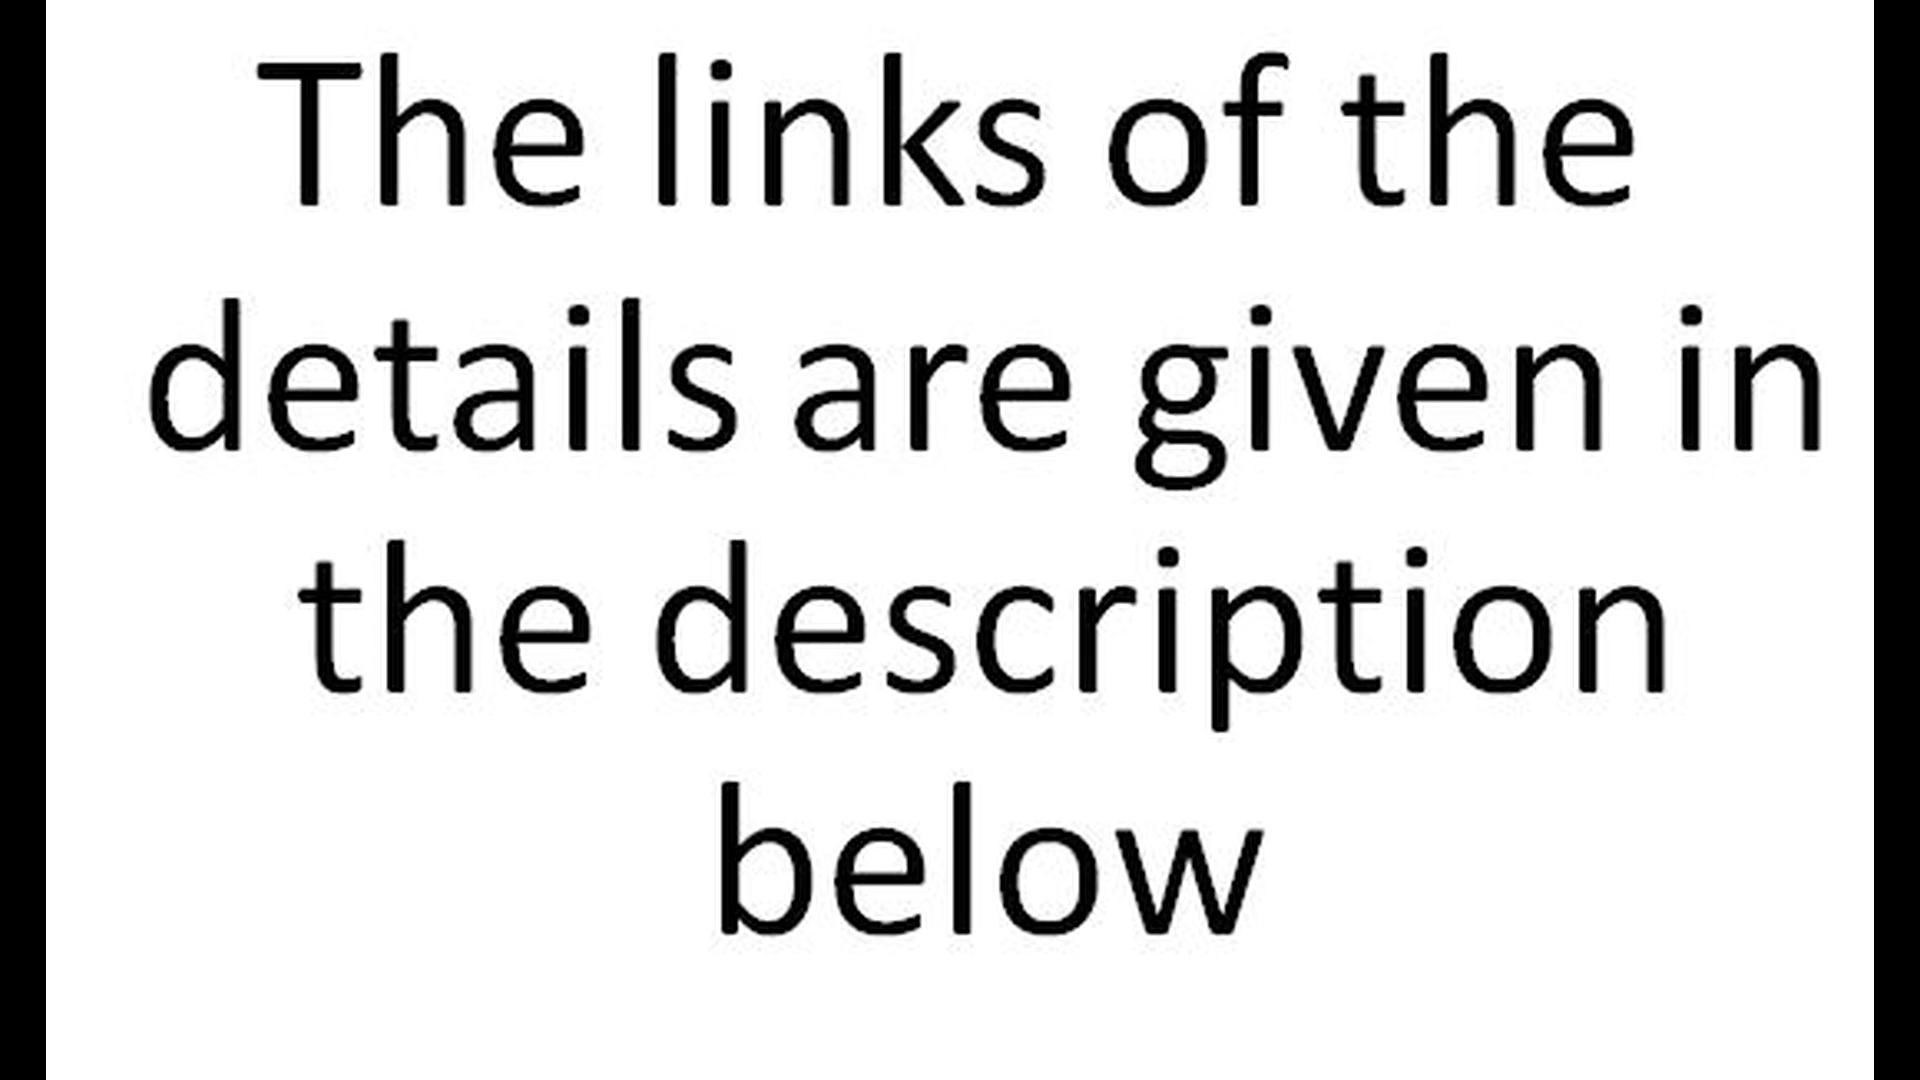 The links of the
details are given in
the description
below